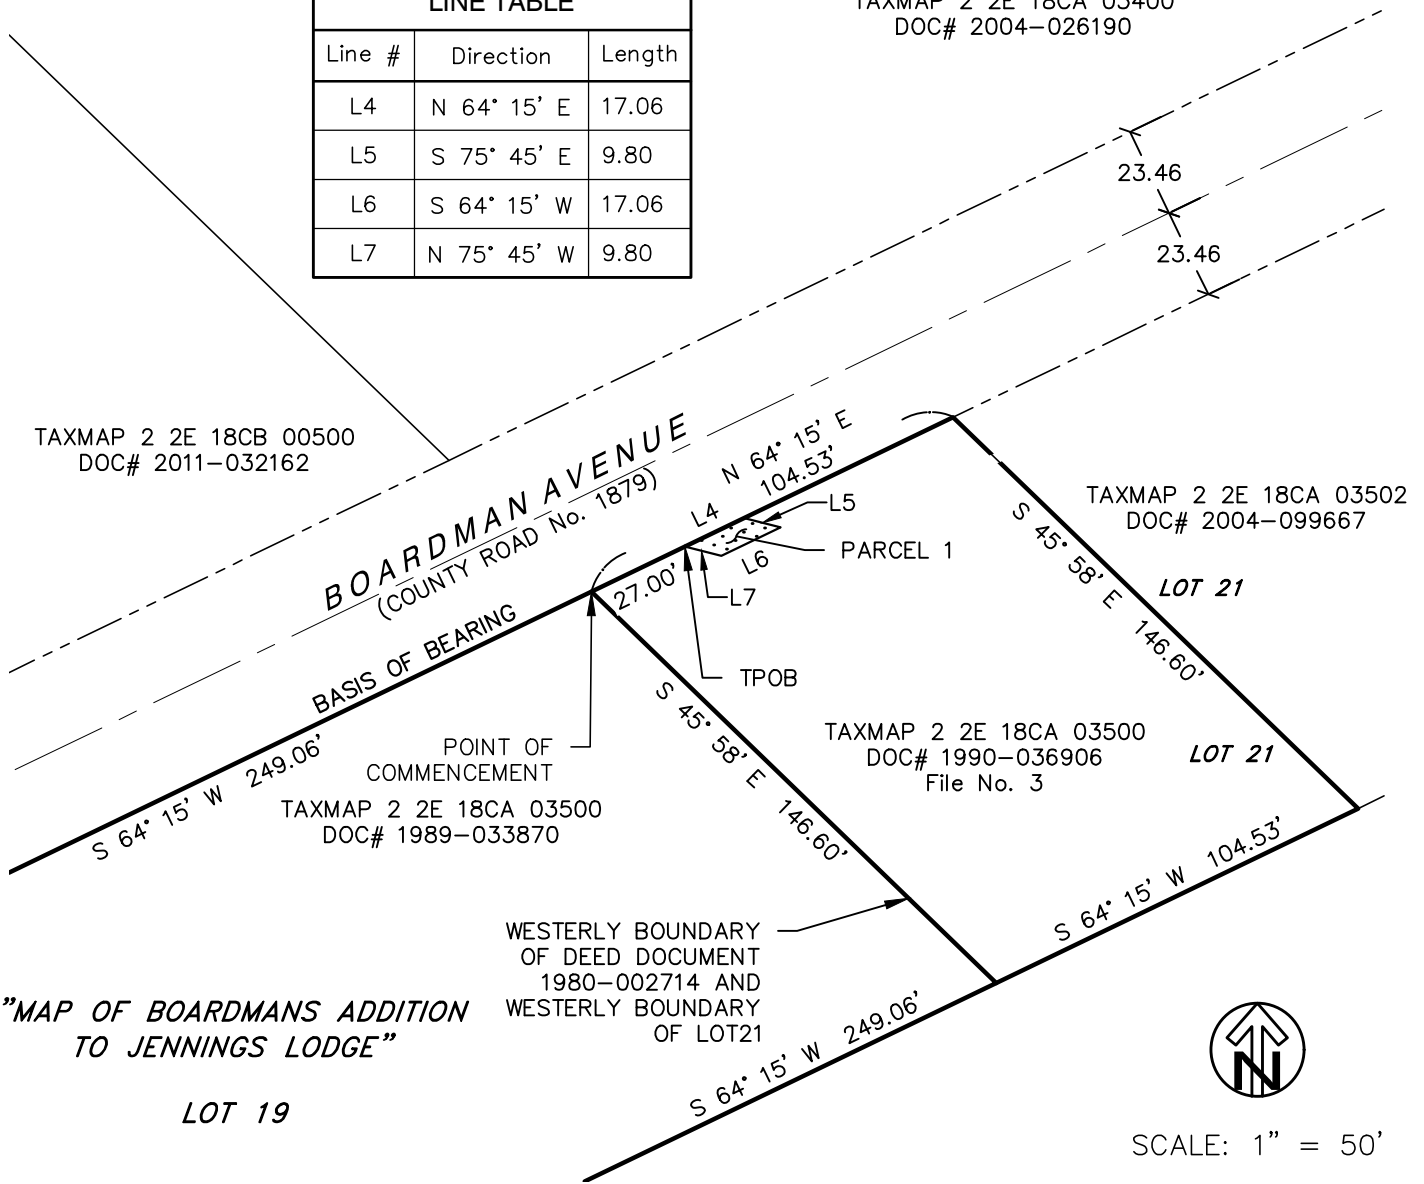 LINE TABLE
Line # Direction Length
L4 N 64° 15' E 17.06
L5 S 75° 45' E 9.80
L6 S 64° 15' W 17.06
L7 N 75° 45' W 9.80
TAXMAP 2 2E 18CA 03400
DOC# 2004-026190
23.46
23.46
TAXMAP 2 2E 18CB 00500
DOC# 2011-032162
BOARDMAN AVENUE
(COUNTY ROAD No. 1879)
N 64° 15' E
104.53'
L4
L5
PARCEL 1
L6
L7
27.00'
TPOB
TAXMAP 2 2E 18CA 03502
DOC# 2004-099667
LOT 21
S 45° 58' E 146.60'
BASIS OF BEARING
S 64° 15' W 249.06'
POINT OF
COMMENCEMENT
TAXMAP 2 2E 18CA 03500
DOC# 1989-033870
S 45° 58' E 146.60'
TAXMAP 2 2E 18CA 03500
DOC# 1990-036906
File No. 3
LOT 21
S 64° 15' W 104.53'
WESTERLY BOUNDARY
OF DEED DOCUMENT
1980-002714 AND
WESTERLY BOUNDARY
OF LOT21
S 64° 15' W 249.06'
"MAP OF BOARDMANS ADDITION
TO JENNINGS LODGE"
LOT 19
N
SCALE: 1" = 50'